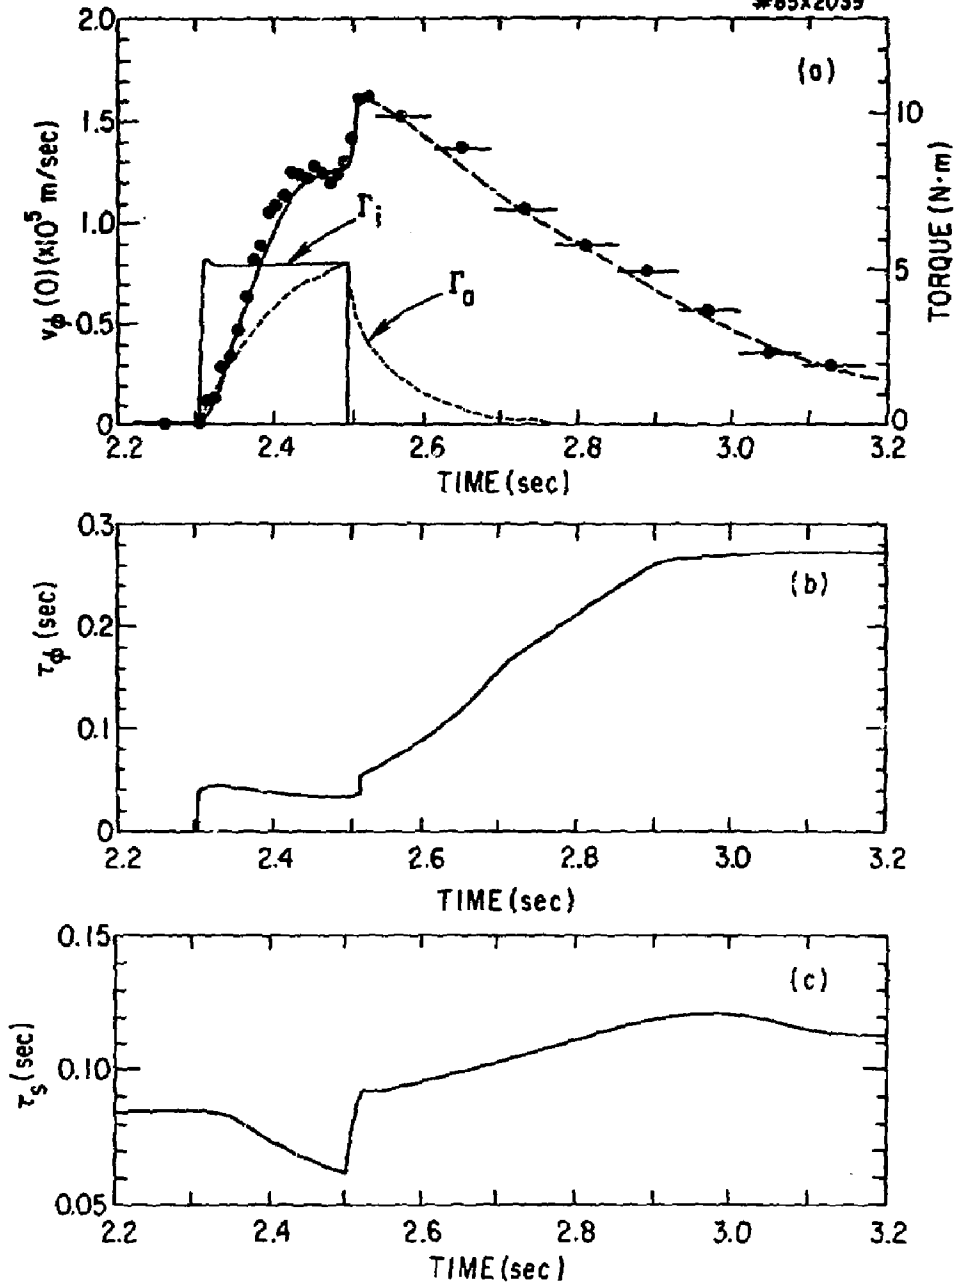 #85X2039
2.0
(a)
1.5
10
1.0
5
0.5
0
0
Γi
Γa
vϕ(0)(x10⁵ m/sec)
TORQUE (N·m)
2.2 2.4 2.6 2.8 3.0 3.2
TIME (sec)
0.3
(b)
0.2
0.1
0
τϕ (sec)
2.2 2.4 2.6 2.8 3.0 3.2
TIME (sec)
0.15
(c)
0.10
0.05
τs (sec)
2.2 2.4 2.6 2.8 3.0 3.2
TIME (sec)